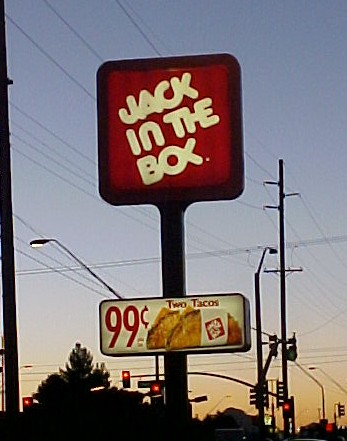 JACK
IN THE
BOX
Two Tacos
99¢